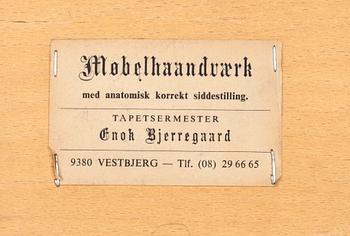 Møbelhaandværk
med anatomisk korrekt siddestilling.
TAPETSERMESTER
Enok Bjerregaard
9380 VESTBJERG — Tlf. (08) 29 66 65